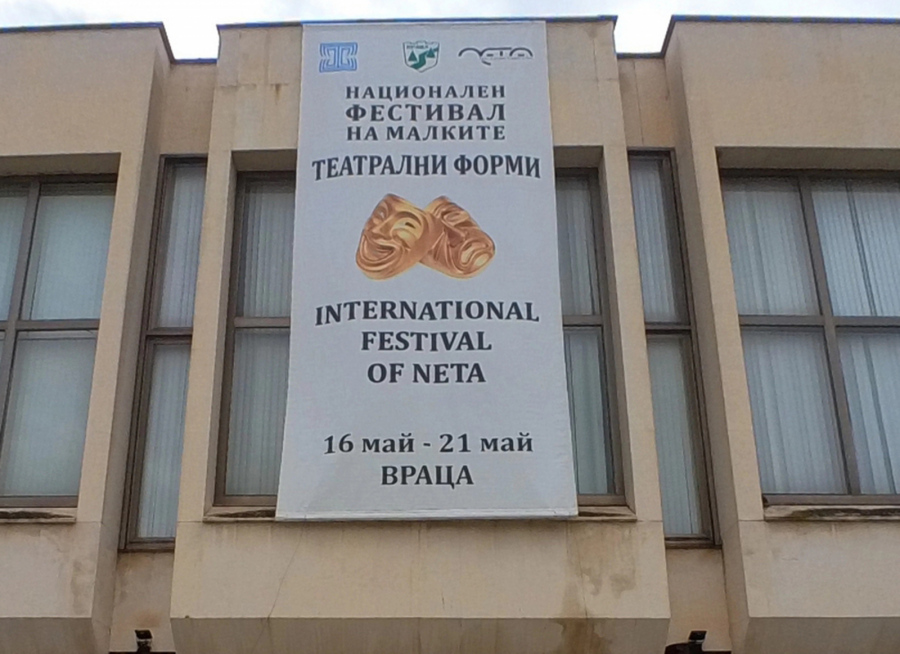 НАЦИОНАЛЕН
ФЕСТИВАЛ
НА МАЛКИТЕ
ТЕАТРАЛНИ ФОРМИ
INTERNATIONAL
FESTIVAL
OF NETA
16 май - 21 май
ВРАЦА